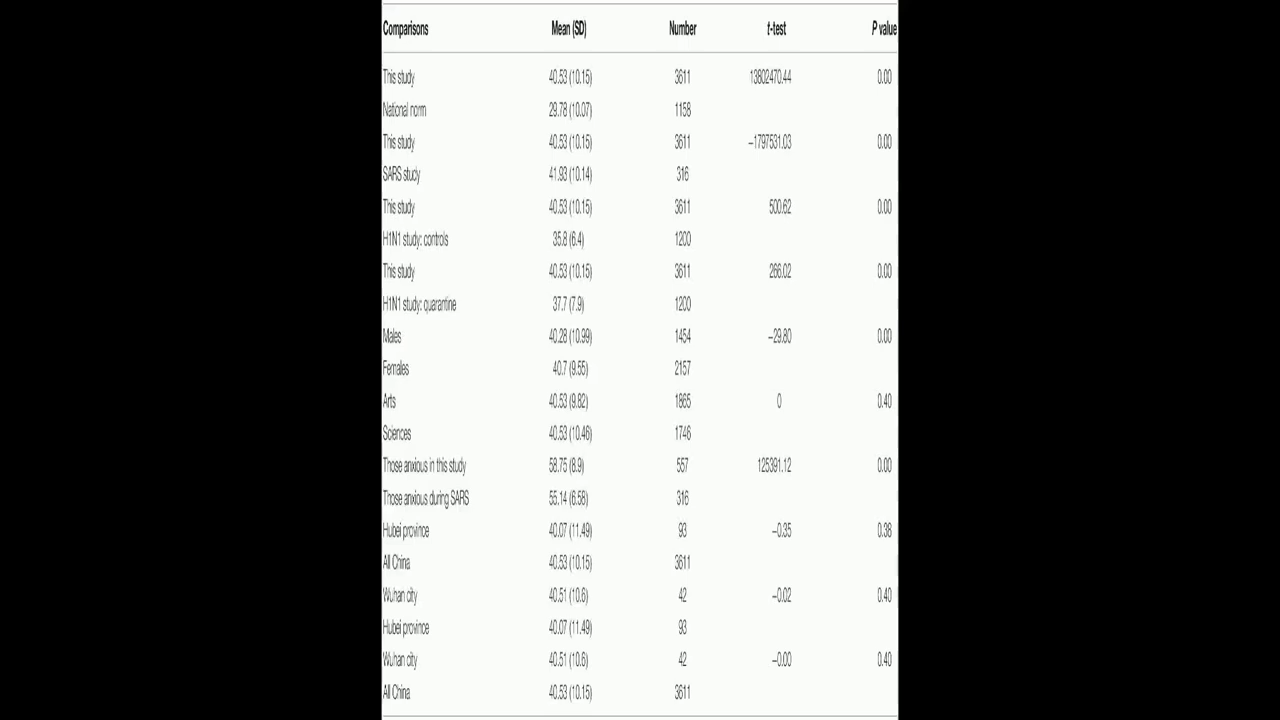 Comparisons Mean (SD) Number t-test P value
This study 40.53 (10.15) 3611 13802470.44 0.00
National norm 29.78 (10.07) 1158
This study 40.53 (10.15) 3611 −1797531.03 0.00
SARS study 41.93 (10.14) 316
This study 40.53 (10.15) 3611 500.62 0.00
H1N1 study: controls 35.8 (6.4) 1200
This study 40.53 (10.15) 3611 266.02 0.00
H1N1 study: quarantine 37.7 (7.9) 1200
Males 40.28 (10.99) 1454 −29.80 0.00
Females 40.7 (9.55) 2157
Arts 40.53 (9.82) 1865 0 0.40
Sciences 40.53 (10.46) 1746
Those anxious in this study 58.75 (8.9) 557 125391.12 0.00
Those anxious during SARS 55.14 (6.58) 316
Hubei province 40.07 (11.49) 93 −0.35 0.38
All China 40.53 (10.15) 3611
Wuhan city 40.51 (10.6) 42 −0.02 0.40
Hubei province 40.07 (11.49) 93
Wuhan city 40.51 (10.6) 42 −0.00 0.40
All China 40.53 (10.15) 3611